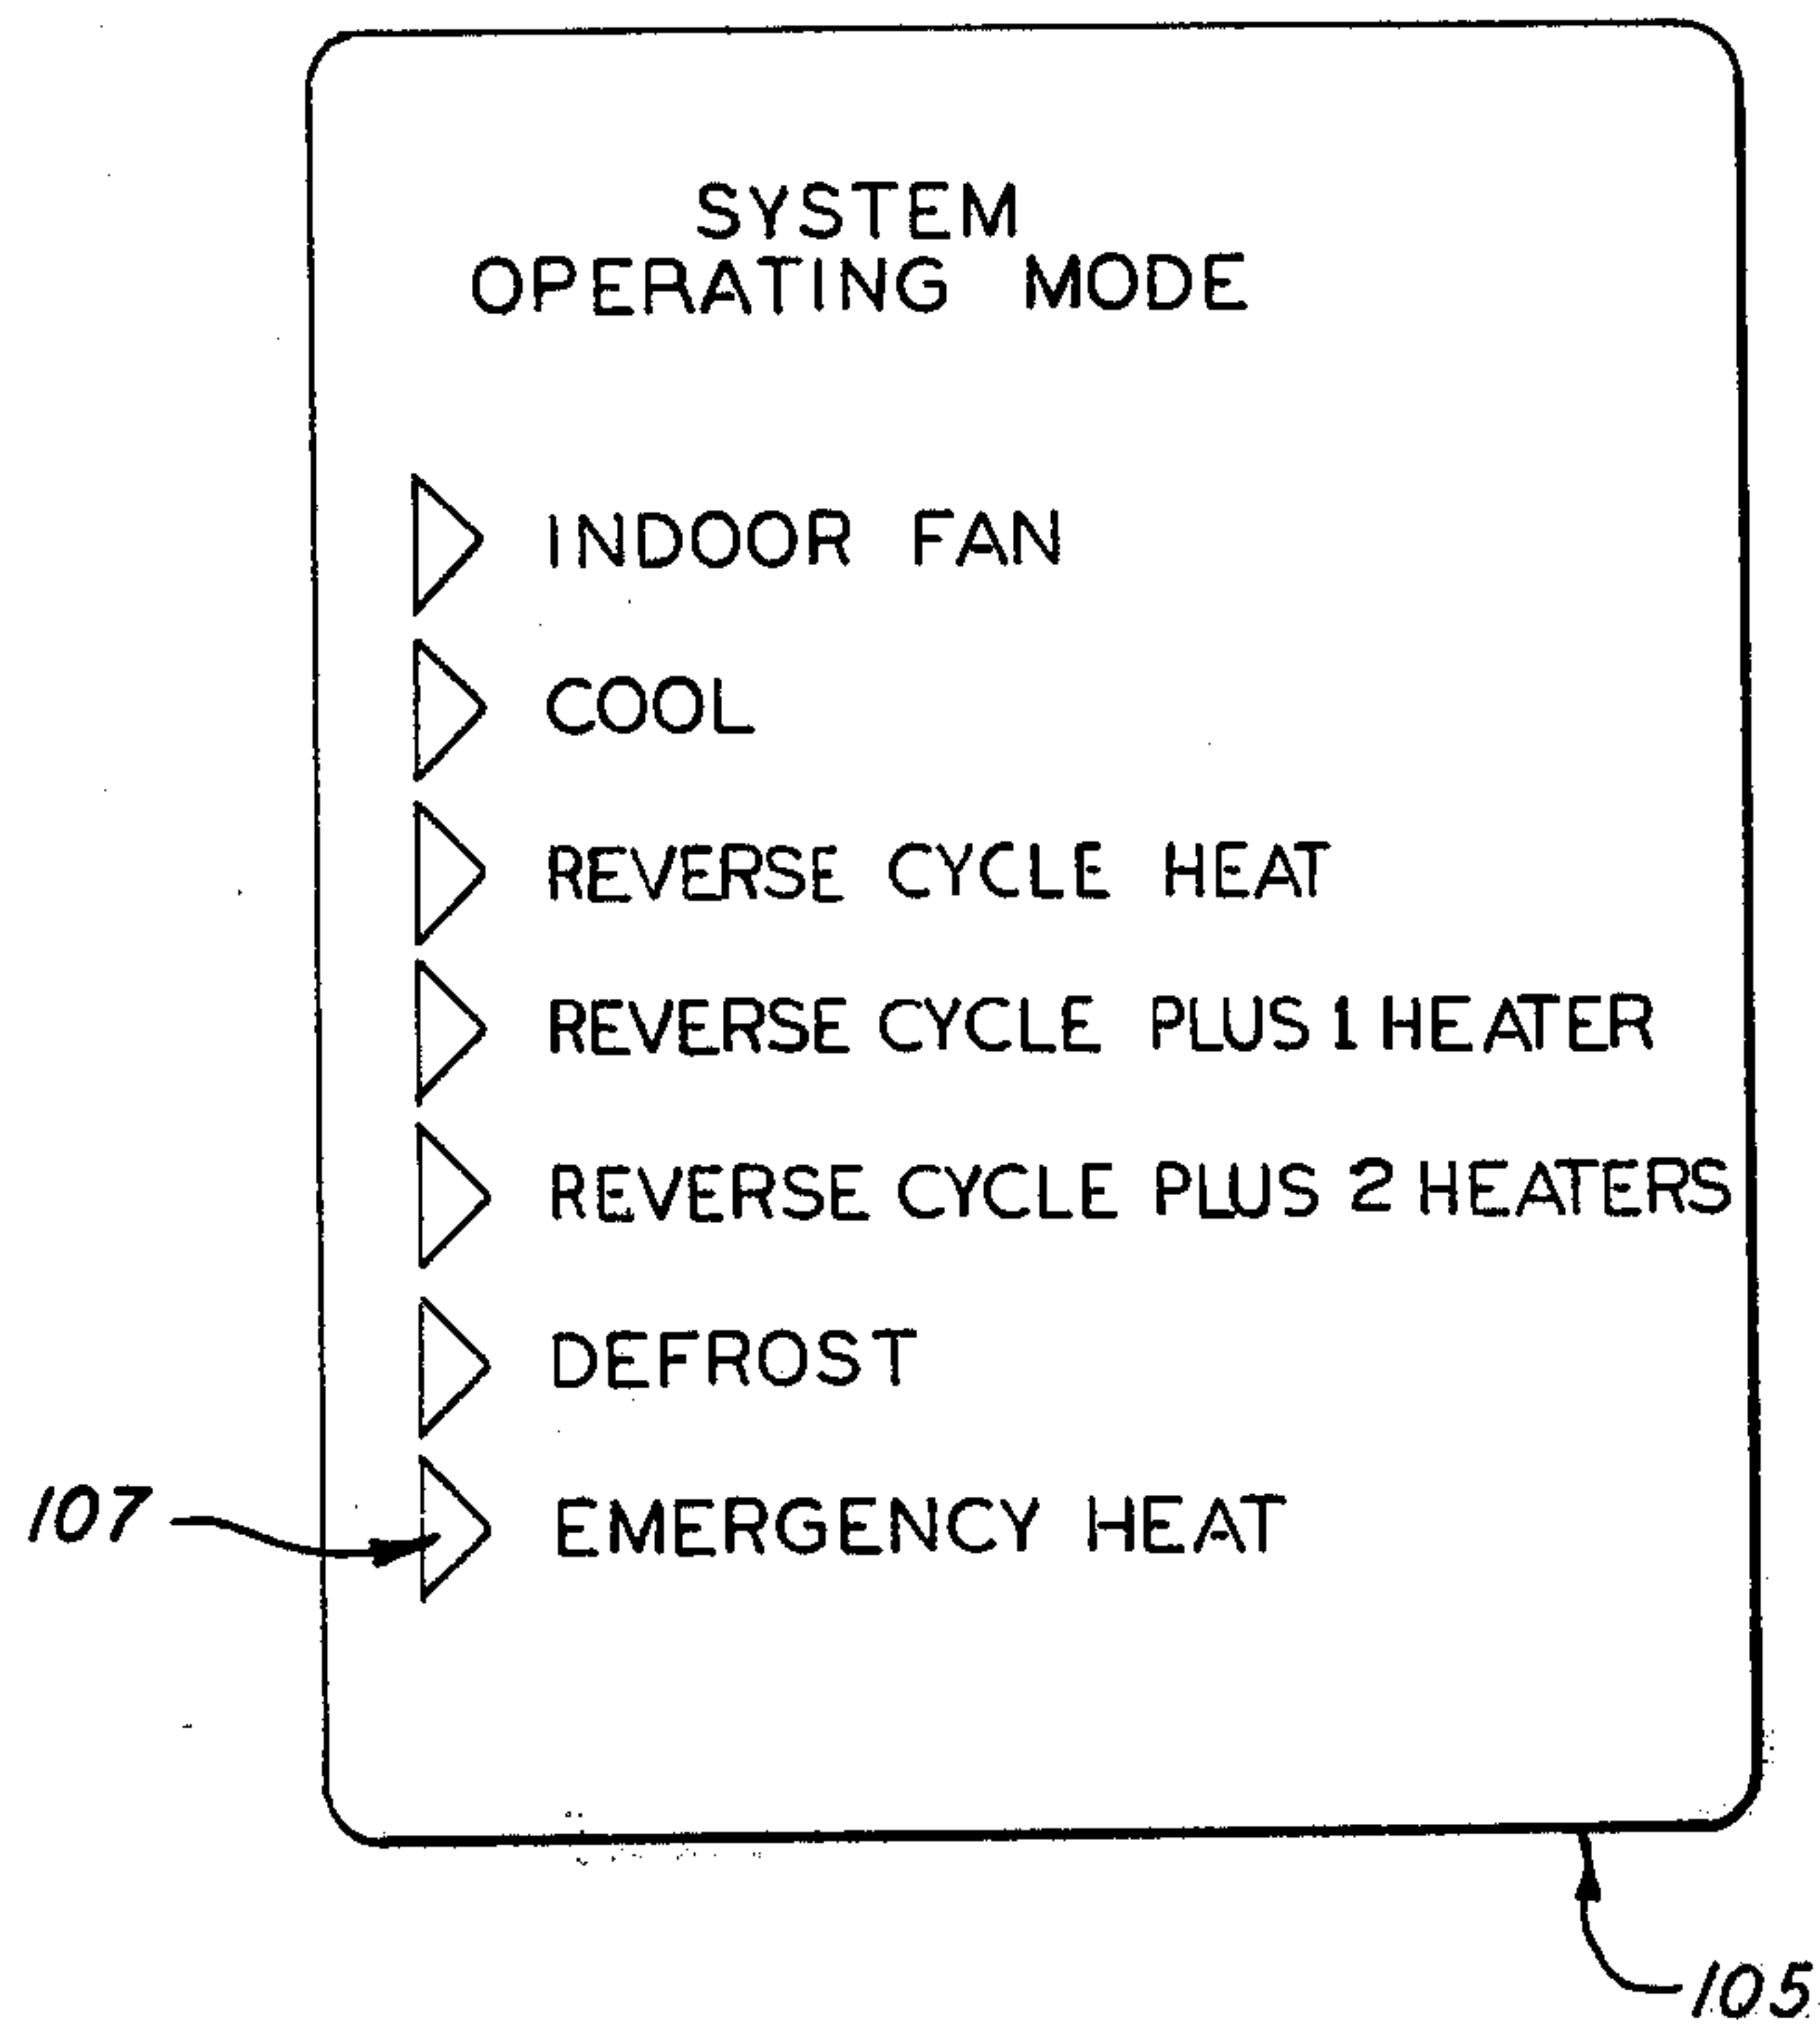 SYSTEM
OPERATING MODE
INDOOR FAN
COOL
REVERSE CYCLE HEAT
REVERSE CYCLE PLUS 1 HEATER
REVERSE CYCLE PLUS 2 HEATERS
DEFROST
107
EMERGENCY HEAT
105